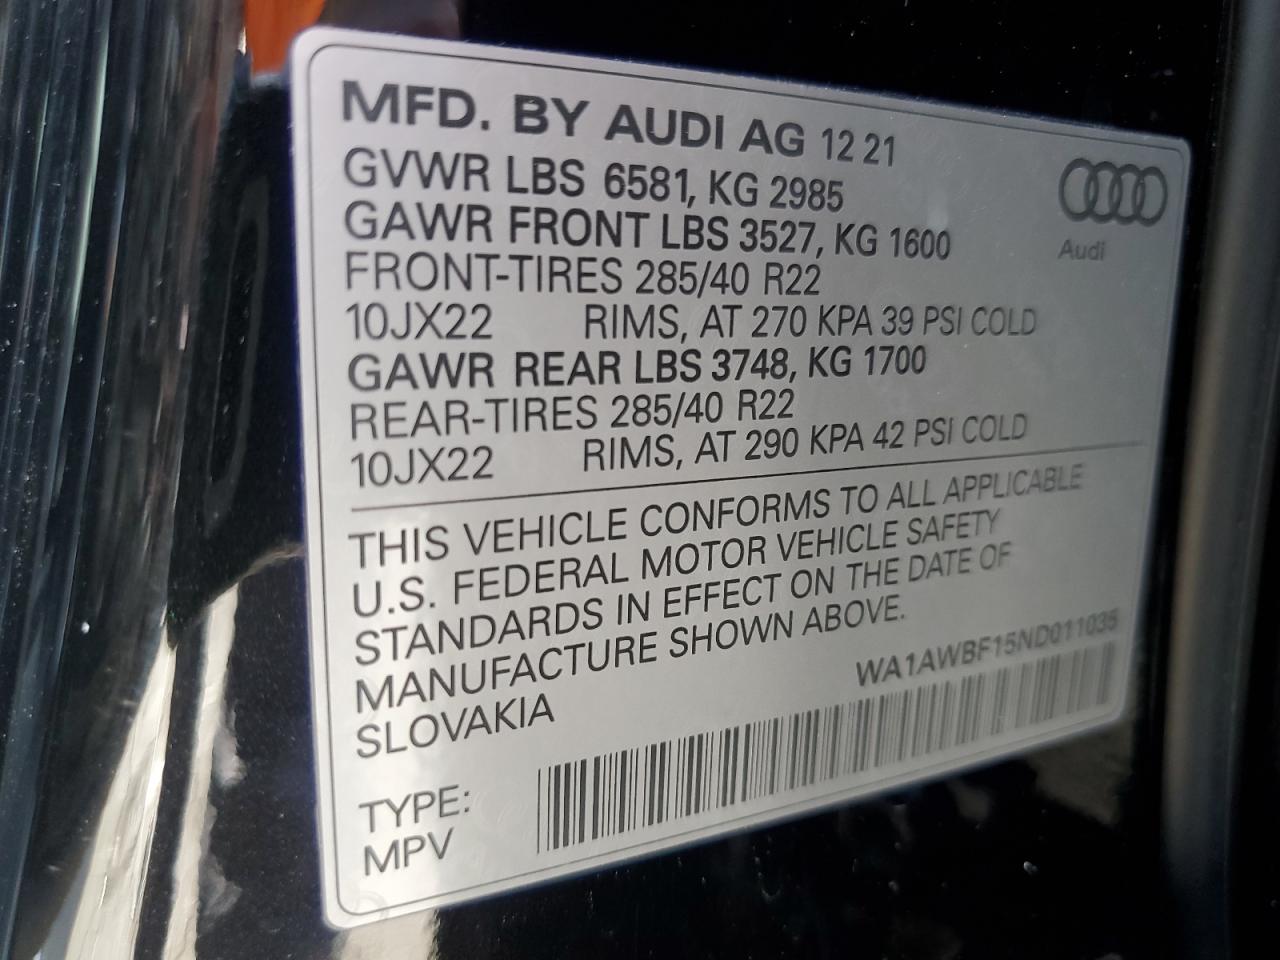 MFD. BY AUDI AG 12 21
GVWR LBS 6581, KG 2985
GAWR FRONT LBS 3527, KG 1600
FRONT-TIRES 285/40 R22
10JX22 RIMS, AT 270 KPA 39 PSI COLD
GAWR REAR LBS 3748, KG 1700
REAR-TIRES 285/40 R22
10JX22 RIMS, AT 290 KPA 42 PSI COLD
Audi
THIS VEHICLE CONFORMS TO ALL APPLICABLE
U.S. FEDERAL MOTOR VEHICLE SAFETY
STANDARDS IN EFFECT ON THE DATE OF
MANUFACTURE SHOWN ABOVE.
SLOVAKIA
WA1AWBF15ND011035
TYPE:
MPV